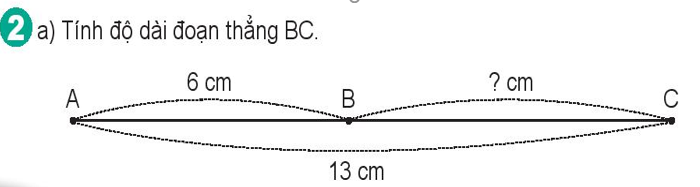 2 a) Tính độ dài đoạn thẳng BC.
6 cm ? cm
A B C
13 cm